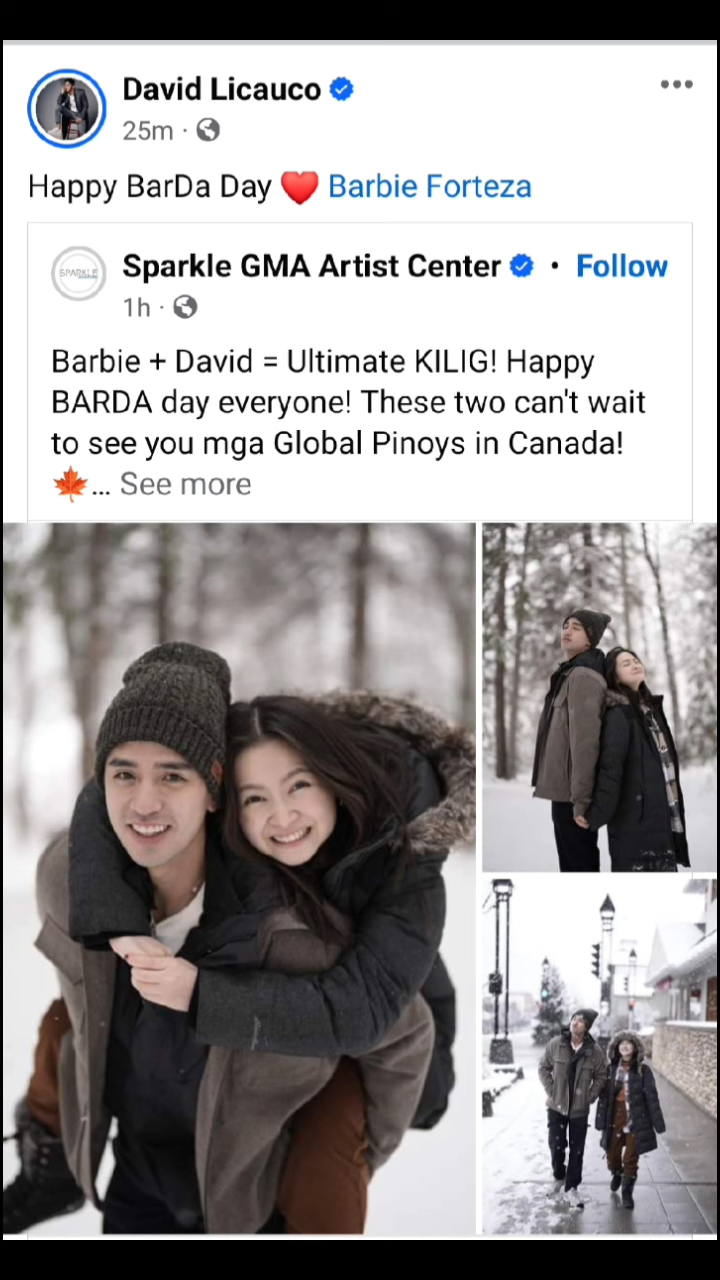 David Licauco
25m ·
Happy BarDa Day ❤️ Barbie Forteza
SPARKLE
Sparkle GMA Artist Center • Follow
1h ·
Barbie + David = Ultimate KILIG! Happy
BARDA day everyone! These two can't wait
to see you mga Global Pinoys in Canada!
🍁... See more